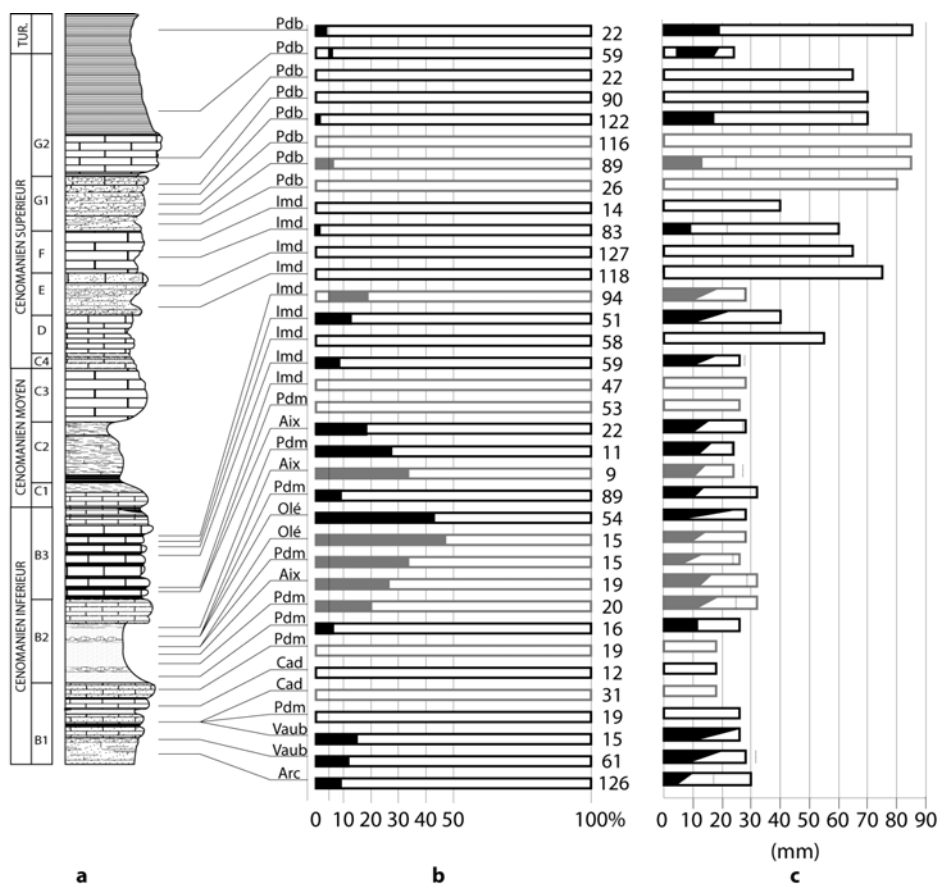 TUR.
CENOMANIEN SUPERIEUR
CENOMANIEN MOYEN
CENOMANIEN INFERIEUR
G2
G1
F
E
D
C4
C3
C2
C1
B3
B2
B1
Pdb 22
Pdb 59
Pdb 22
Pdb 90
Pdb 122
Pdb 116
Pdb 89
Pdb 26
Imd 14
Imd 83
Imd 127
Imd 118
Imd 94
Imd 51
Imd 58
Imd 59
Imd 47
Pdm 53
Aix 22
Pdm 11
Aix 9
Pdm 89
Olé 54
Olé 15
Pdm 15
Aix 19
Pdm 20
Pdm 16
Pdm 19
Cad 12
Cad 31
Pdm 19
Vaub 15
Vaub 61
Arc 126
0 10 20 30 40 50 100%
0 10 20 30 40 50 60 70 80 90
(mm)
a b c